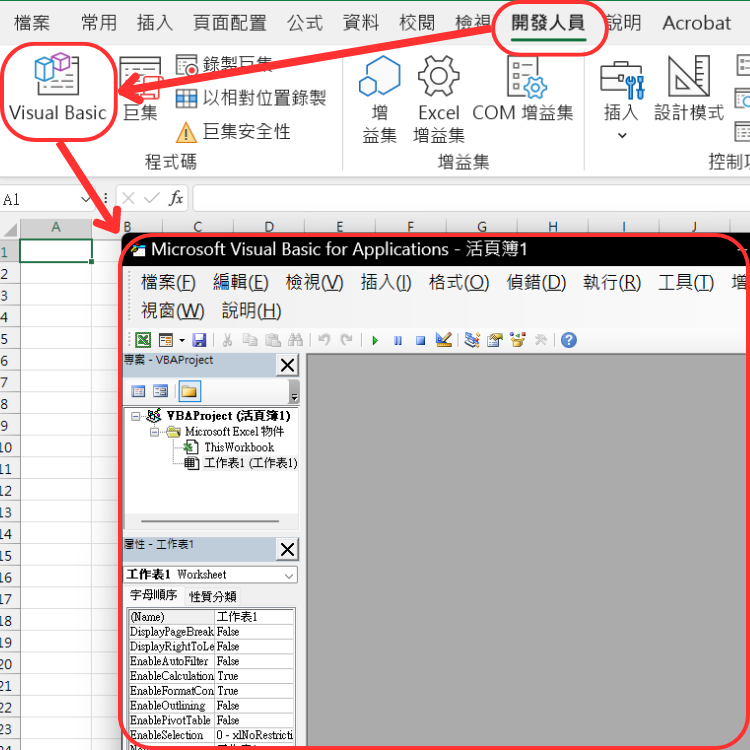 檔案 常用 插入 頁面配置 公式 資料 校閱 檢視 開發人員 說明 Acrobat
Visual Basic
巨集
錄製巨集
以相對位置錄製
巨集安全性
程式碼
增
益集
Excel
增益集
COM 增益集
增益集
插入
設計模式
控制項
A1
fx
A B C D E F G H I J
1
2
3
4
5
6
7
8
9
10
11
12
13
14
15
16
17
18
19
20
21
22
23
Microsoft Visual Basic for Applications - 活頁簿1
檔案(F) 編輯(E) 檢視(V) 插入(I) 格式(O) 偵錯(D) 執行(R) 工具(T) 增
視窗(W) 說明(H)
專案 - VBAProject
VBAProject (活頁簿1)
Microsoft Excel 物件
ThisWorkbook
工作表1 (工作表1)
屬性 - 工作表1
工作表1 Worksheet
字母順序 性質分類
(Name) 工作表1
DisplayPageBreak False
DisplayRightToLe False
EnableAutoFilter False
EnableCalculation True
EnableFormatCon True
EnableOutlining False
EnablePivotTable False
EnableSelection 0 - xlNoRestricti